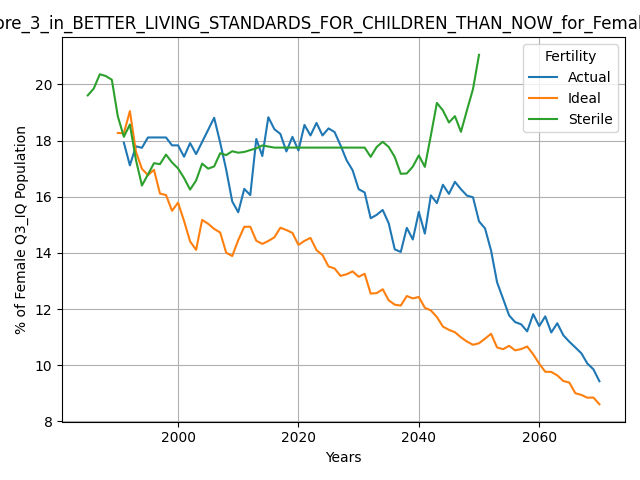 ore_3_in_BETTER_LIVING_STANDARDS_FOR_CHILDREN_THAN_NOW_for_Femal
Fertility
Actual
Ideal
Sterile
% of Female Q3_IQ Population
20
18
16
14
12
10
8
2000 2020 2040 2060
Years